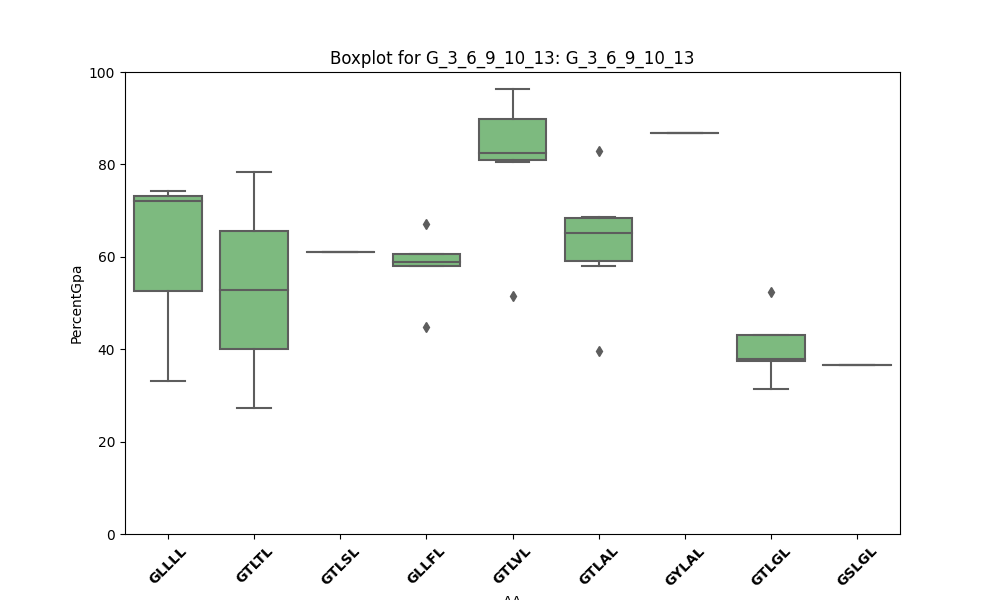 Boxplot for G_3_6_9_10_13: G_3_6_9_10_13
100
80
60
40
20
0
PercentGpa
GLLLL GTLTL GTLSL GLLFL GTLVL GTLAL GYLAL GTLGL GSLGL
AA